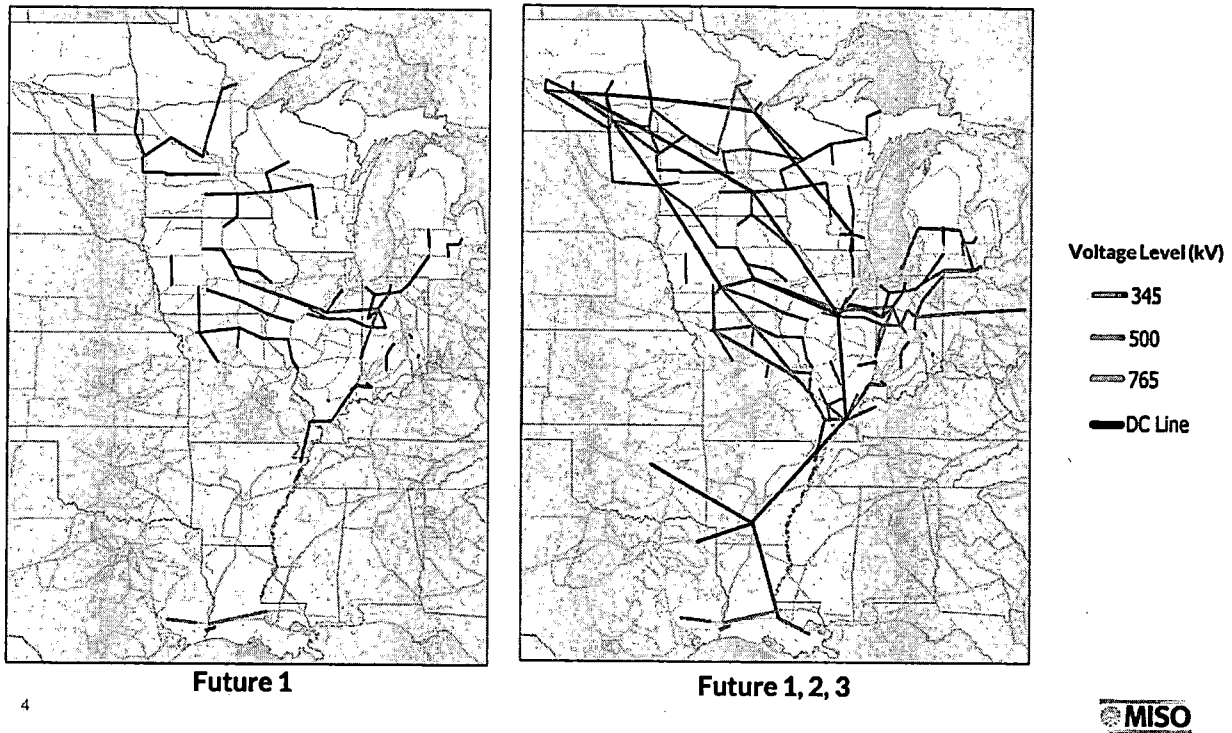 Voltage Level (kV)
345
500
765
DC Line
Future 1
Future 1, 2, 3
4
MISO